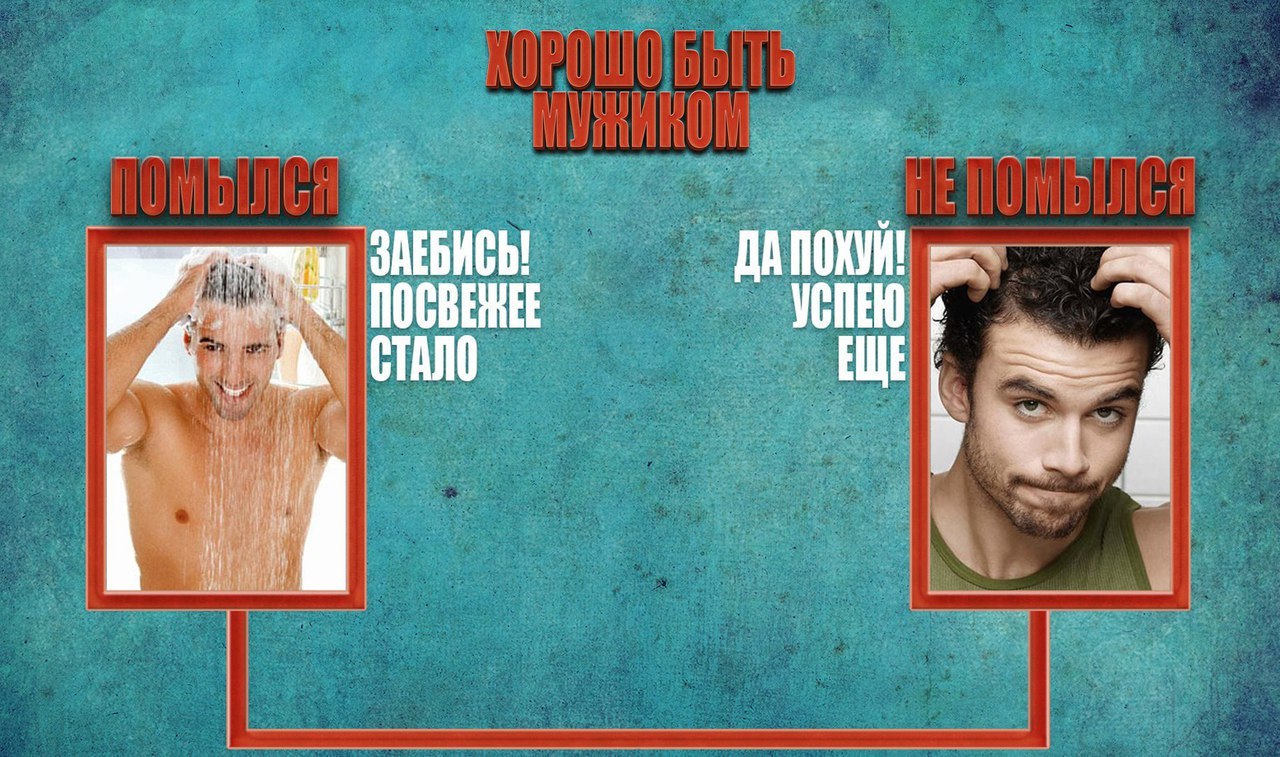 ХОРОШО БЫТЬ
МУЖИКОМ
ПОМЫЛСЯ
ЗАЕБИСЬ!
ПОСВЕЖЕЕ
СТАЛО
НЕ ПОМЫЛСЯ
ДА ПОХУЙ!
УСПЕЮ
ЕЩЕ